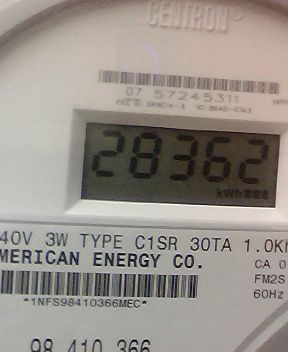 CENTRON®
07 57245311
28362
kWh
40V 3W TYPE C1SR 30TA 1.0K
MERICAN ENERGY CO.
CA 0
FM2S
60Hz
*1NFS98410366MEC*
98 410 366